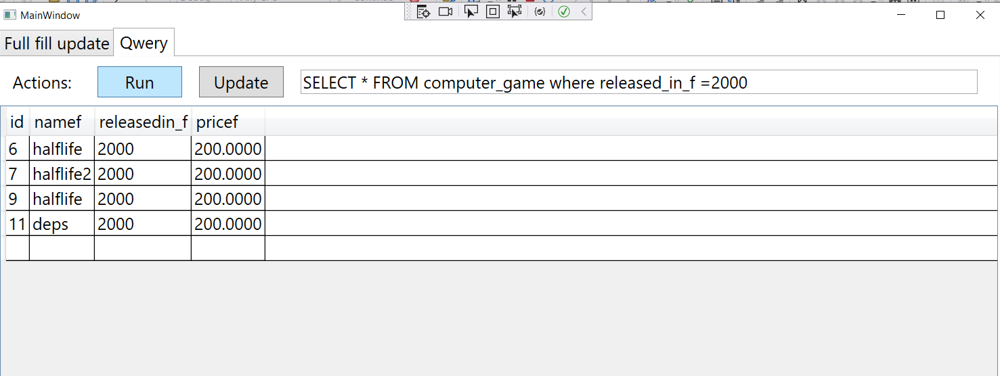 MainWindow
Full fill update Qwery
Actions: Run Update SELECT * FROM computer_game where released_in_f =2000
id namef releasedin_f pricef
6 halflife 2000 200.0000
7 halflife2 2000 200.0000
9 halflife 2000 200.0000
11 deps 2000 200.0000